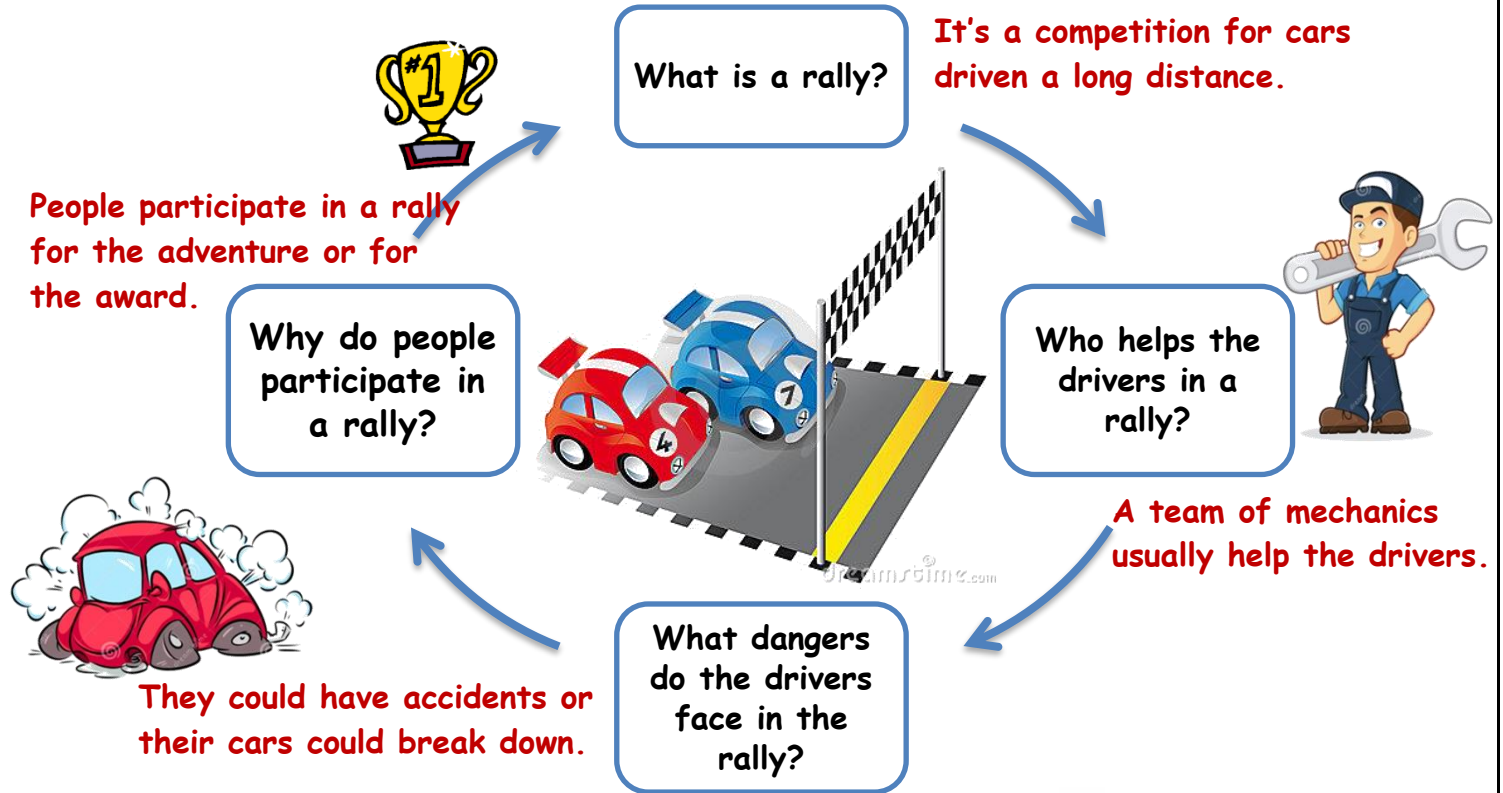 What is a rally?
It's a competition for cars
driven a long distance.
#1
People participate in a rally
for the adventure or for
the award.
Why do people
participate in
a rally?
Who helps the
drivers in a
rally?
4
7
A team of mechanics
usually help the drivers.
dreamstime.com
What dangers
do the drivers
face in the
rally?
They could have accidents or
their cars could break down.